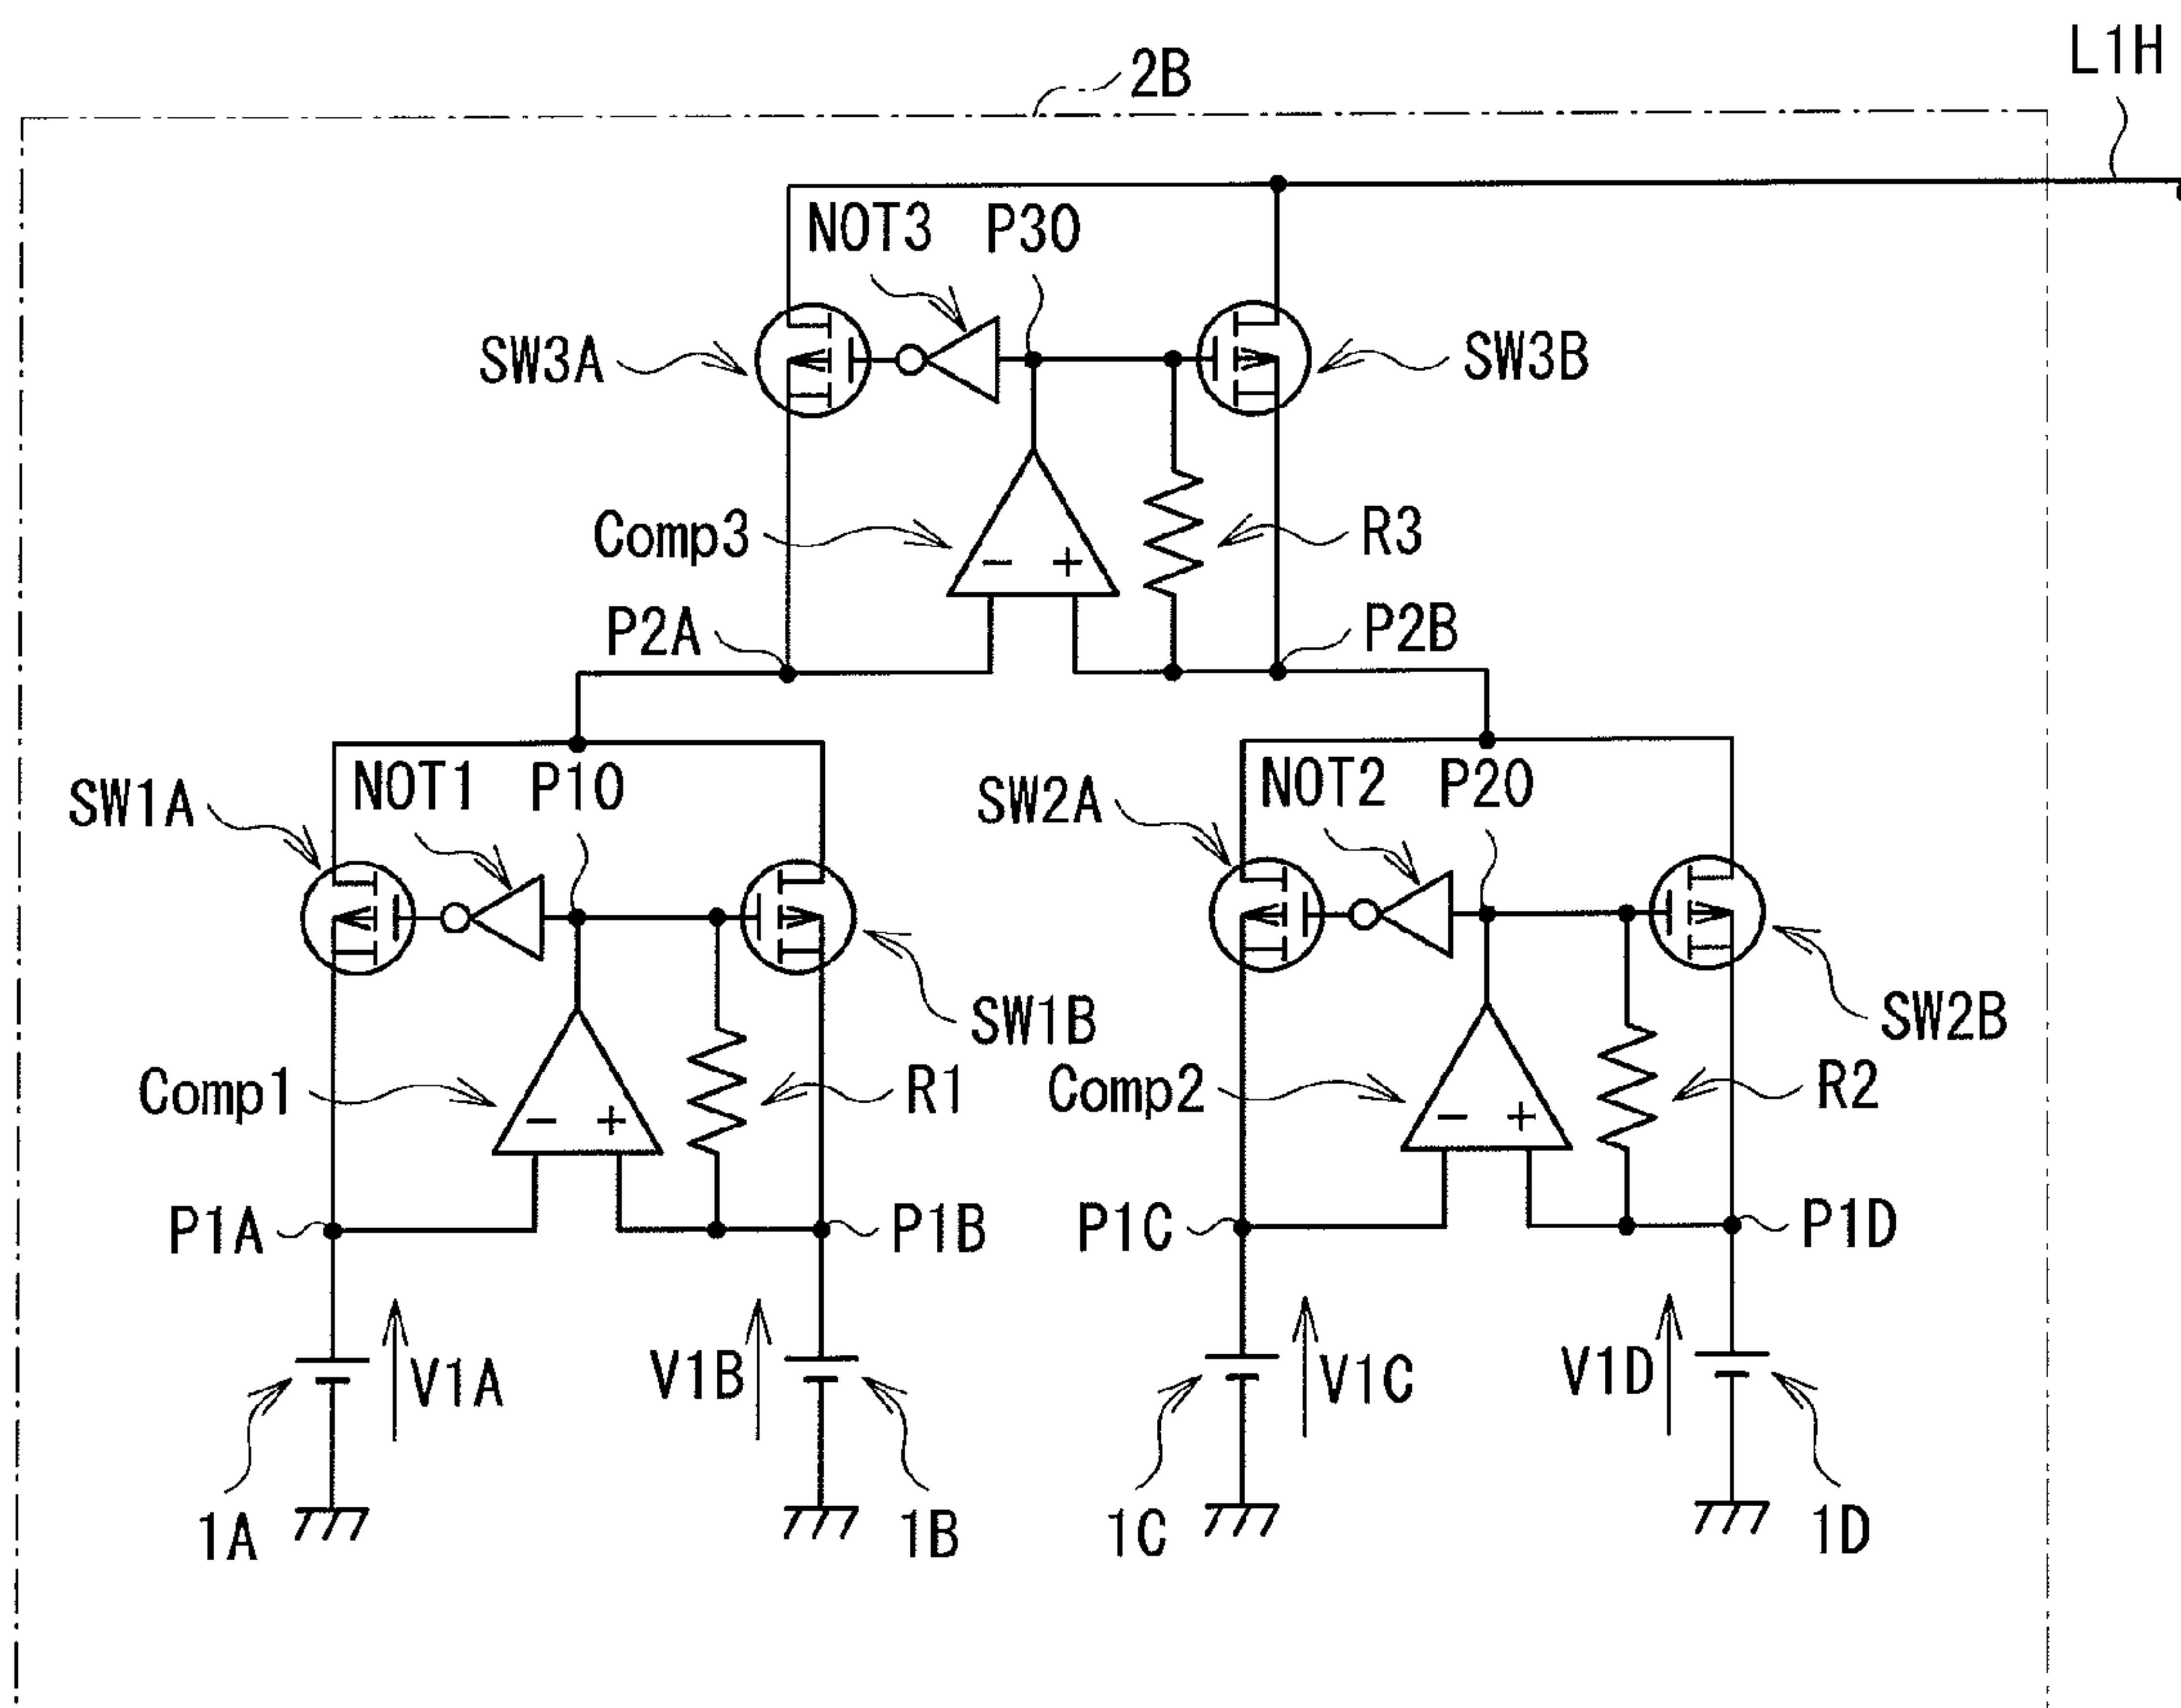 L1H
2B
NOT3 P30
SW3A
SW3B
Comp3
R3
- +
P2A
P2B
NOT1 P10
SW1A
NOT2 P20
SW2A
SW1B
SW2B
Comp1
R1
Comp2
R2
- +
- +
P1A
P1B
P1C
P1D
V1A
V1B
V1C
V1D
1A
1B
1C
1D